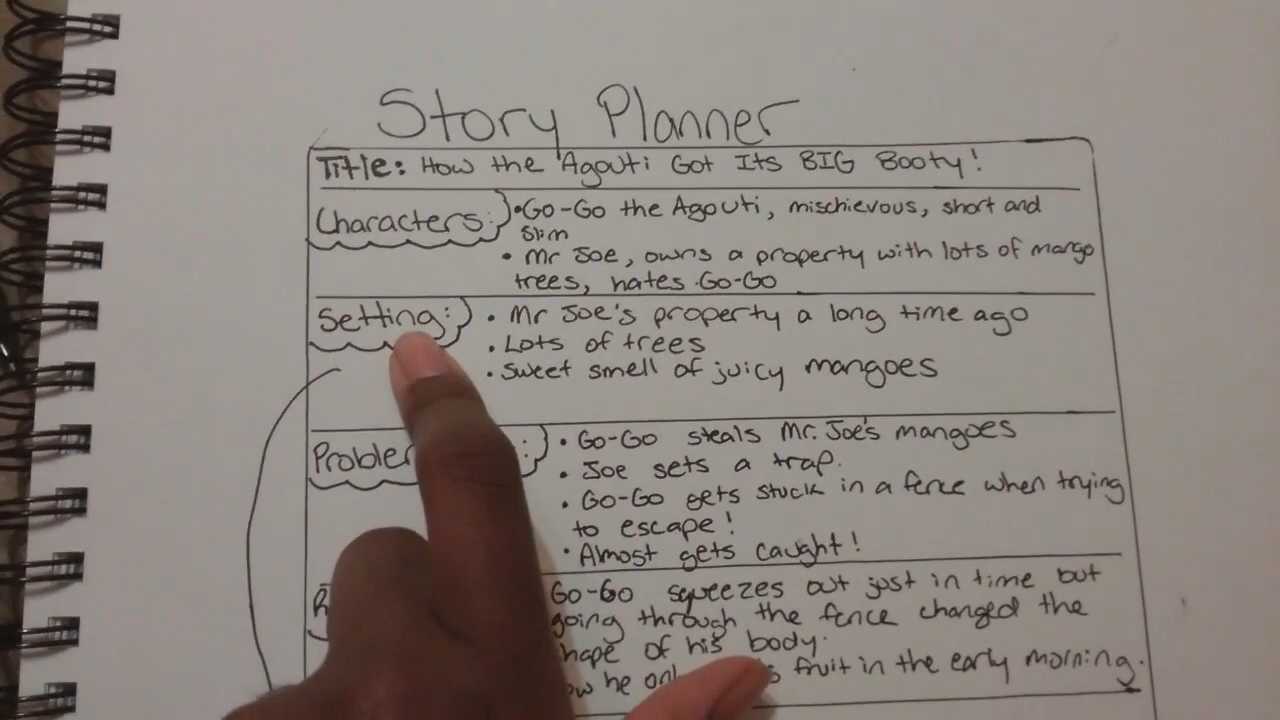 Story Planner
Title: How the Agouti Got Its BIG Booty!
Characters: • Go-Go the Agouti, mischievous, short and
slim
• Mr Joe, owns a property with lots of mango
trees, hates Go-Go
Setting: • Mr Joe's property a long time ago
• Lots of trees
• Sweet smell of juicy mangoes
• Go-Go steals Mr. Joe's mangoes
• Joe sets a trap.
• Go-Go gets stuck in a fence when trying
to escape!
• Almost gets caught!
Go-Go squeezes out just in time but
going through the fence changed the
of his body.
he fruit in the early morning.